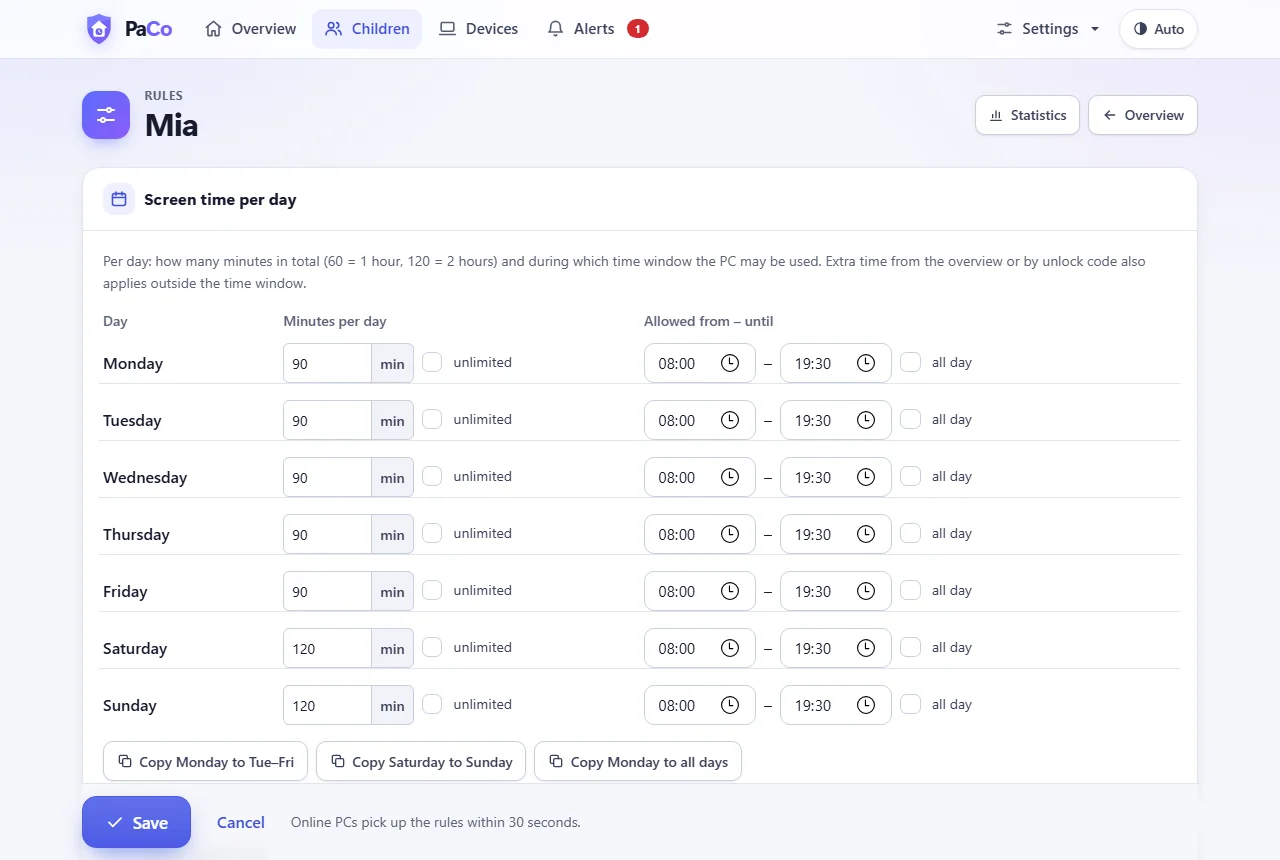 PaCo Overview Children Devices Alerts 1 Settings Auto
RULES
Mia
Statistics Overview
Screen time per day
Per day: how many minutes in total (60 = 1 hour, 120 = 2 hours) and during which time window the PC may be used. Extra time from the overview or by unlock code also
applies outside the time window.
Day Minutes per day Allowed from – until
Monday 90 min unlimited 08:00 – 19:30 all day
Tuesday 90 min unlimited 08:00 – 19:30 all day
Wednesday 90 min unlimited 08:00 – 19:30 all day
Thursday 90 min unlimited 08:00 – 19:30 all day
Friday 90 min unlimited 08:00 – 19:30 all day
Saturday 120 min unlimited 08:00 – 19:30 all day
Sunday 120 min unlimited 08:00 – 19:30 all day
Copy Monday to Tue–Fri Copy Saturday to Sunday Copy Monday to all days
Save Cancel Online PCs pick up the rules within 30 seconds.